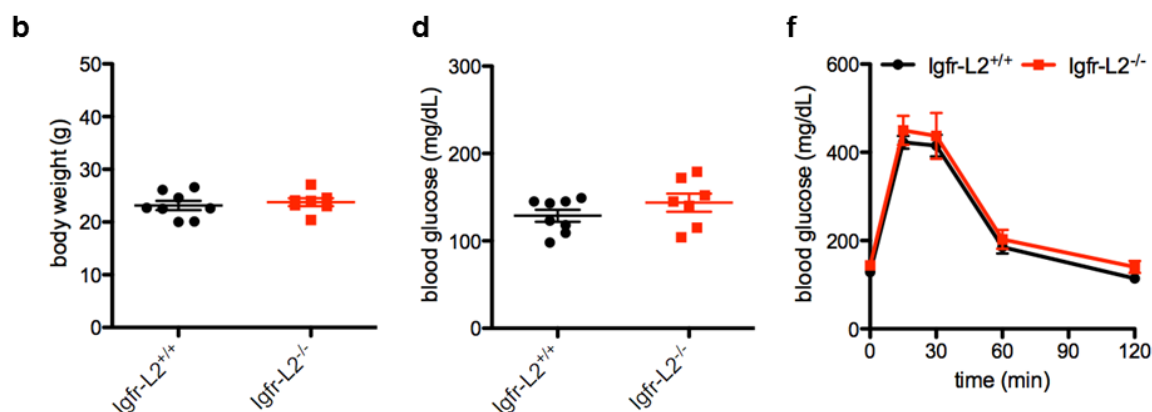 b
body weight (g)
50
40
30
20
10
0
Igfr-L2+/+
Igfr-L2-/-
d
blood glucose (mg/dL)
300
200
100
0
Igfr-L2+/+
Igfr-L2-/-
f
Igfr-L2+/+ Igfr-L2-/-
blood glucose (mg/dL)
600
400
200
0
0 30 60 90 120
time (min)